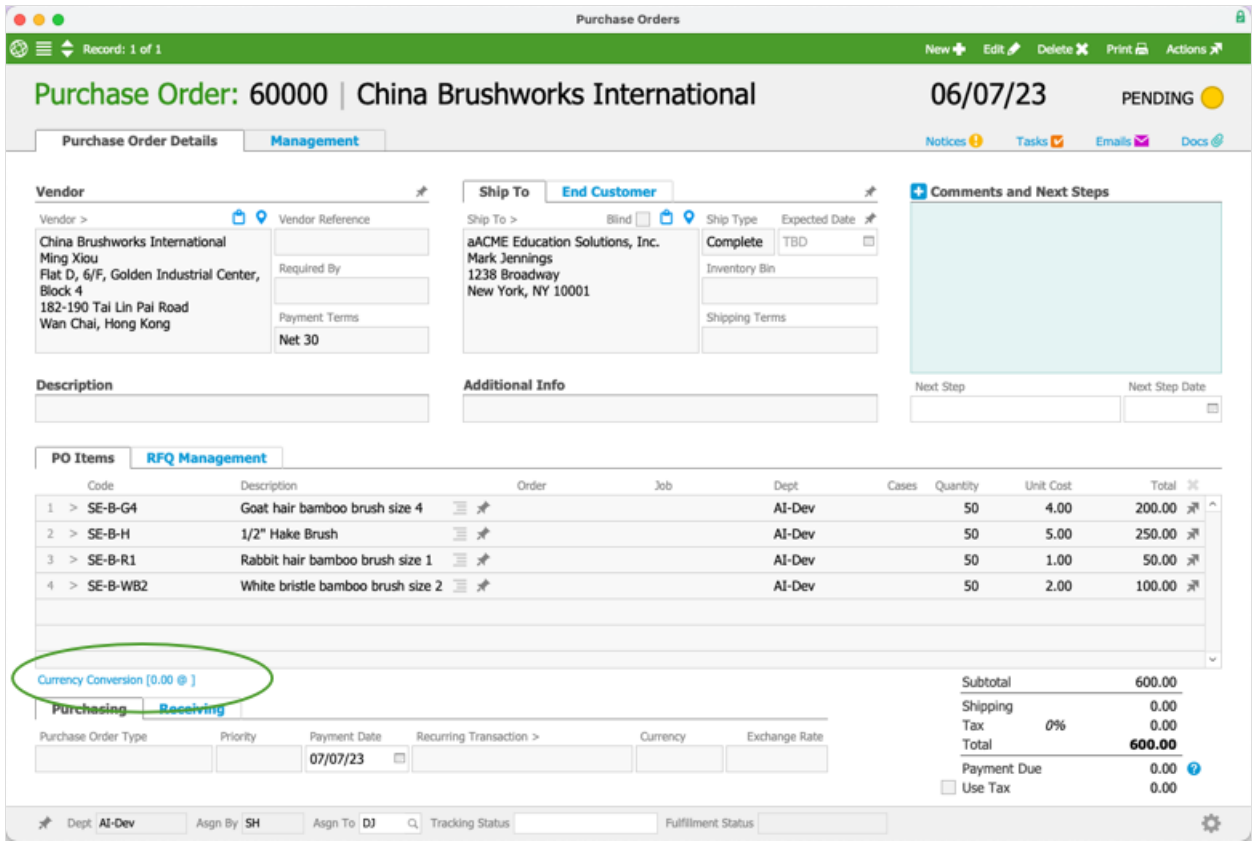 Purchase Orders
Record: 1 of 1 New Edit Delete Print Actions
Purchase Order: 60000 | China Brushworks International 06/07/23 PENDING
Purchase Order Details Management Notices Tasks Emails Docs
Vendor
Vendor >
China Brushworks International
Ming Xiou
Flat D, 6/F, Golden Industrial Center,
Block 4
182-190 Tai Lin Pai Road
Wan Chai, Hong Kong
Vendor Reference
Required By
Payment Terms
Net 30
Ship To End Customer
Ship To > Blind
aACME Education Solutions, Inc.
Mark Jennings
1238 Broadway
New York, NY 10001
Ship Type Expected Date
Complete TBD
Inventory Bin
Shipping Terms
Comments and Next Steps
Description
Additional Info
Next Step Next Step Date
PO Items RFQ Management
Code Description Order Job Dept Cases Quantity Unit Cost Total
1 > SE-B-G4 Goat hair bamboo brush size 4 AI-Dev 50 4.00 200.00
2 > SE-B-H 1/2" Hake Brush AI-Dev 50 5.00 250.00
3 > SE-B-R1 Rabbit hair bamboo brush size 1 AI-Dev 50 1.00 50.00
4 > SE-B-WB2 White bristle bamboo brush size 2 AI-Dev 50 2.00 100.00
Currency Conversion [0.00 @ ]
Purchasing Receiving
Purchase Order Type Priority Payment Date Recurring Transaction > Currency Exchange Rate
07/07/23
Subtotal 600.00
Shipping 0.00
Tax 0% 0.00
Total 600.00
Payment Due 0.00 ?
Use Tax 0.00
Dept AI-Dev Asgn By SH Asgn To DJ Tracking Status Fulfillment Status